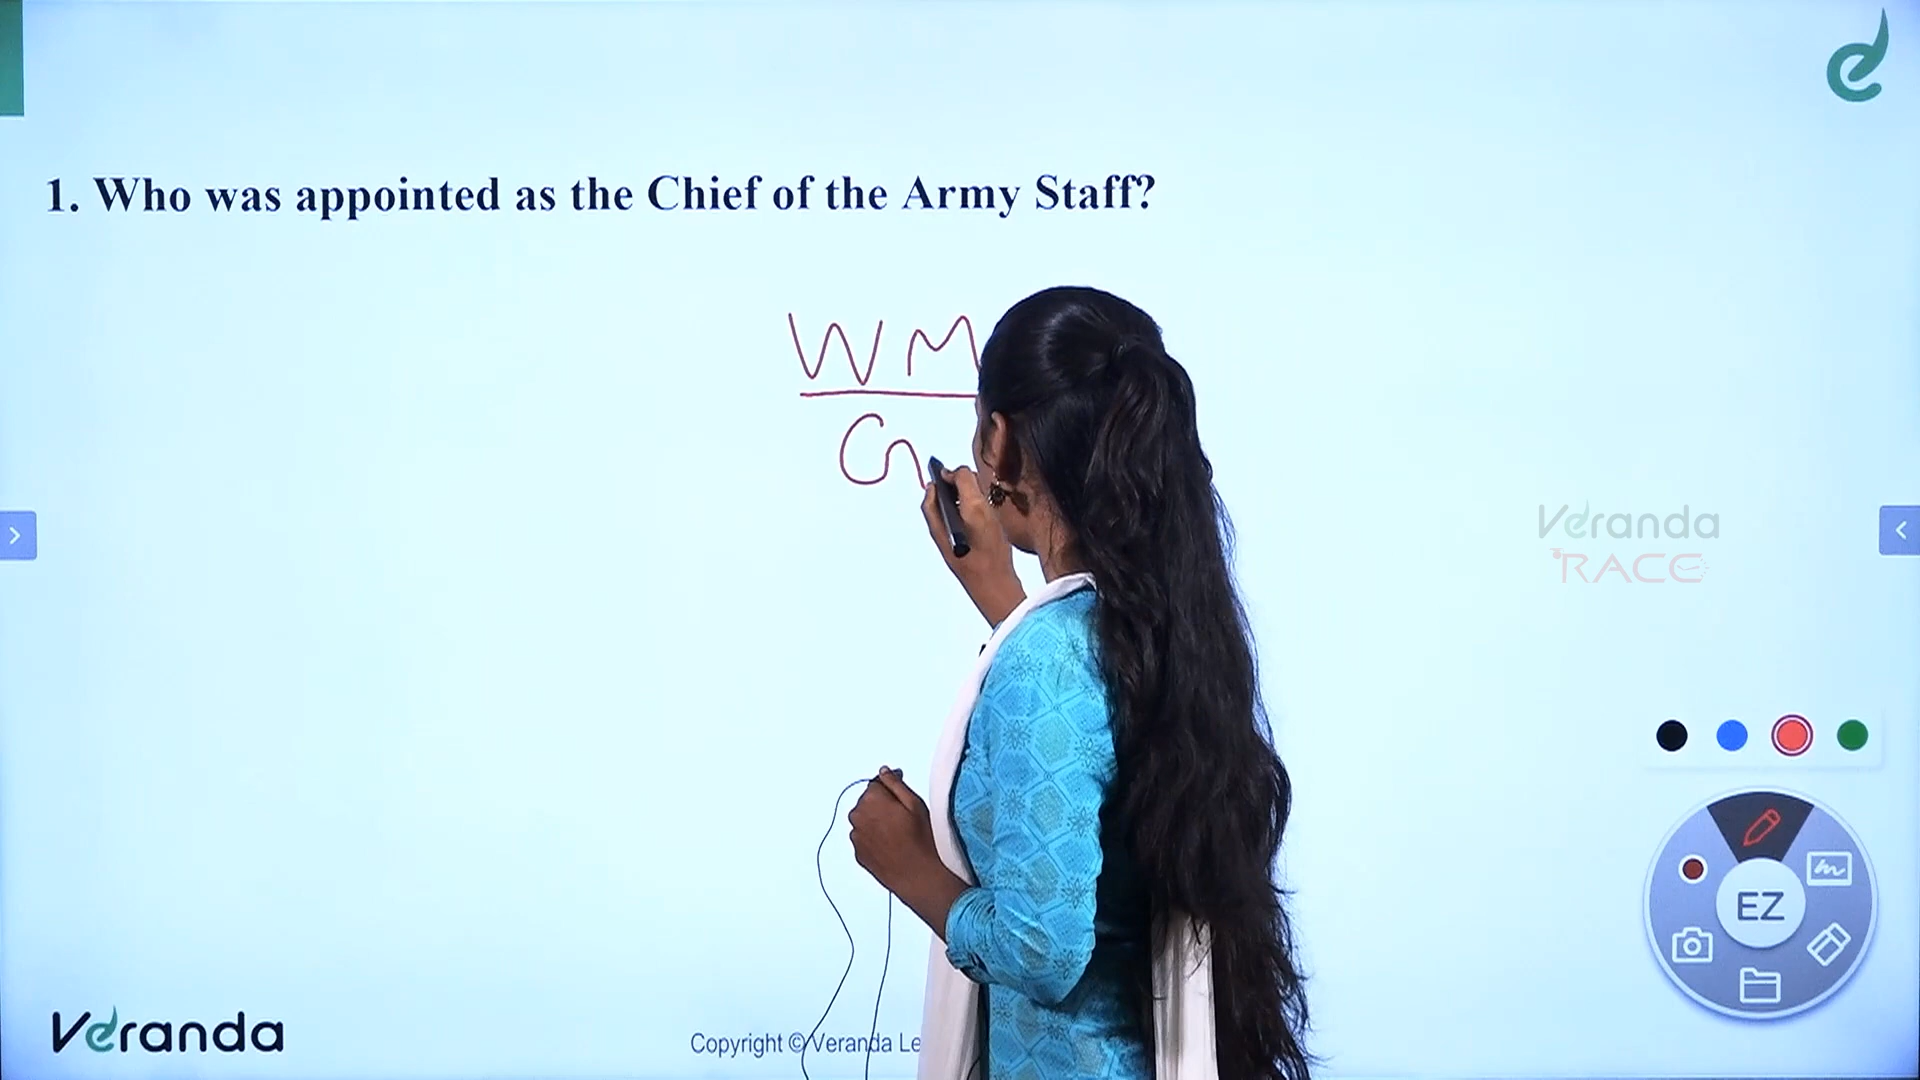 1. Who was appointed as the Chief of the Army Staff?
WM
Veranda
RACE
EZ
Veranda
Copyright © Veranda Le